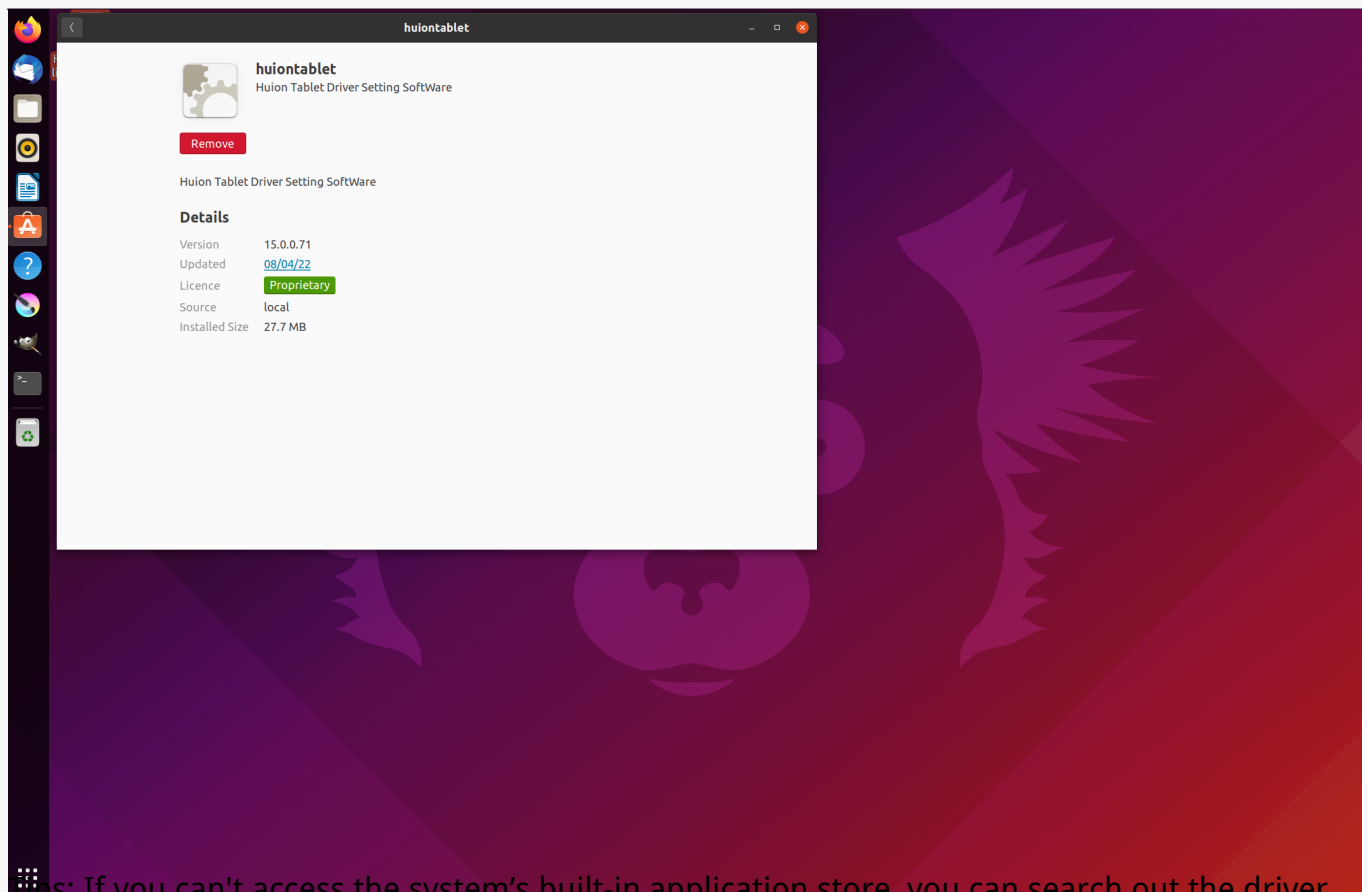 huiontablet
huiontablet
Huion Tablet Driver Setting SoftWare
Remove
Huion Tablet Driver Setting SoftWare
Details
Version 15.0.0.71
Updated 08/04/22
Licence Proprietary
Source local
Installed Size 27.7 MB
If you can't access the system’s built-in application store, you can search out the driver